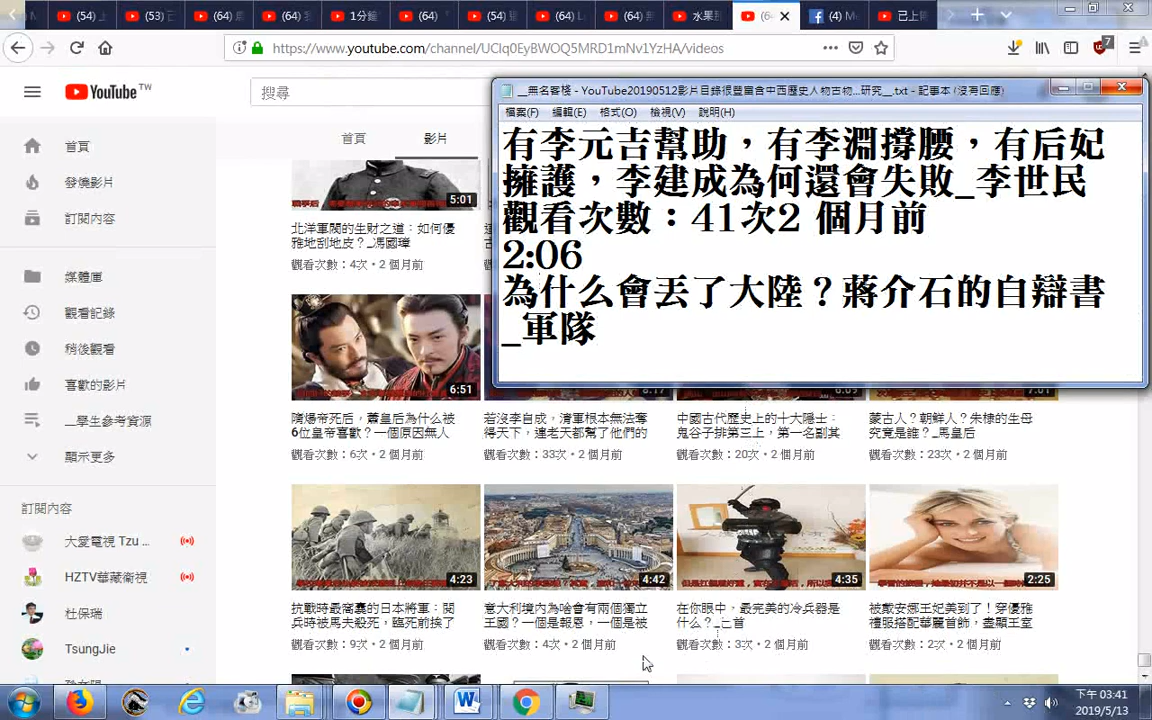 (54)
(53)
(64)
(64)
1分鐘
(64)
(54)
(64)
(64)
水果
(4)
已上
https://www.youtube.com/channel/UClq0EyBWOQ5MRD1mNv1YzHA/videos
7
YouTube TW
搜尋
__無名客棧 - YouTube20190512影片目錄很豐富含中西歷史人物古物...研究__.txt - 記事本 (沒有回應)
檔案(F) 編輯(E) 格式(O) 檢視(V) 說明(H)
有李元吉幫助，有李淵撐腰，有后妃
擁護，李建成為何還會失敗_李世民
觀看次數：41次2 個月前
2:06
為什么會丟了大陸？蔣介石的自辯書
_軍隊
首頁
發燒影片
訂閱內容
媒體庫
觀看記錄
稍後觀看
喜歡的影片
__學生參考資源
顯示更多
訂閱內容
大愛電視 Tzu ...
HZTV華藏衛視
杜保瑞
TsungJie
首頁 影片
5:01
北洋軍閥的生財之道：如何優
雅地刮地皮？_馮國璋
觀看次數：4次 • 2 個月前
6:51
隋煬帝死后，蕭皇后為什么被
6位皇帝喜歡？一個原因無人
觀看次數：6次 • 2 個月前
若沒李自成，清軍根本無法奪
得天下，連老天都幫了他們的
觀看次數：33次 • 2 個月前
中國古代歷史上的十大隱士：
鬼谷子排第三上，第一名副其
觀看次數：20次 • 2 個月前
蒙古人？朝鮮人？朱棣的生母
究竟是誰？_馬皇后
觀看次數：23次 • 2 個月前
4:23
抗戰時最窩囊的日本將軍：閱
兵時被馬夫殺死，臨死前挨了
觀看次數：9次 • 2 個月前
4:42
意大利境內為啥會有兩個獨立
王國？一個是報恩，一個是被
觀看次數：4次 • 2 個月前
4:35
在你眼中，最完美的冷兵器是
什么？_匕首
觀看次數：3次 • 2 個月前
2:25
被戴安娜王妃美到了！穿優雅
禮服搭配華麗首飾，盡顯王室
觀看次數：2次 • 2 個月前
下午 03:41
2019/5/13